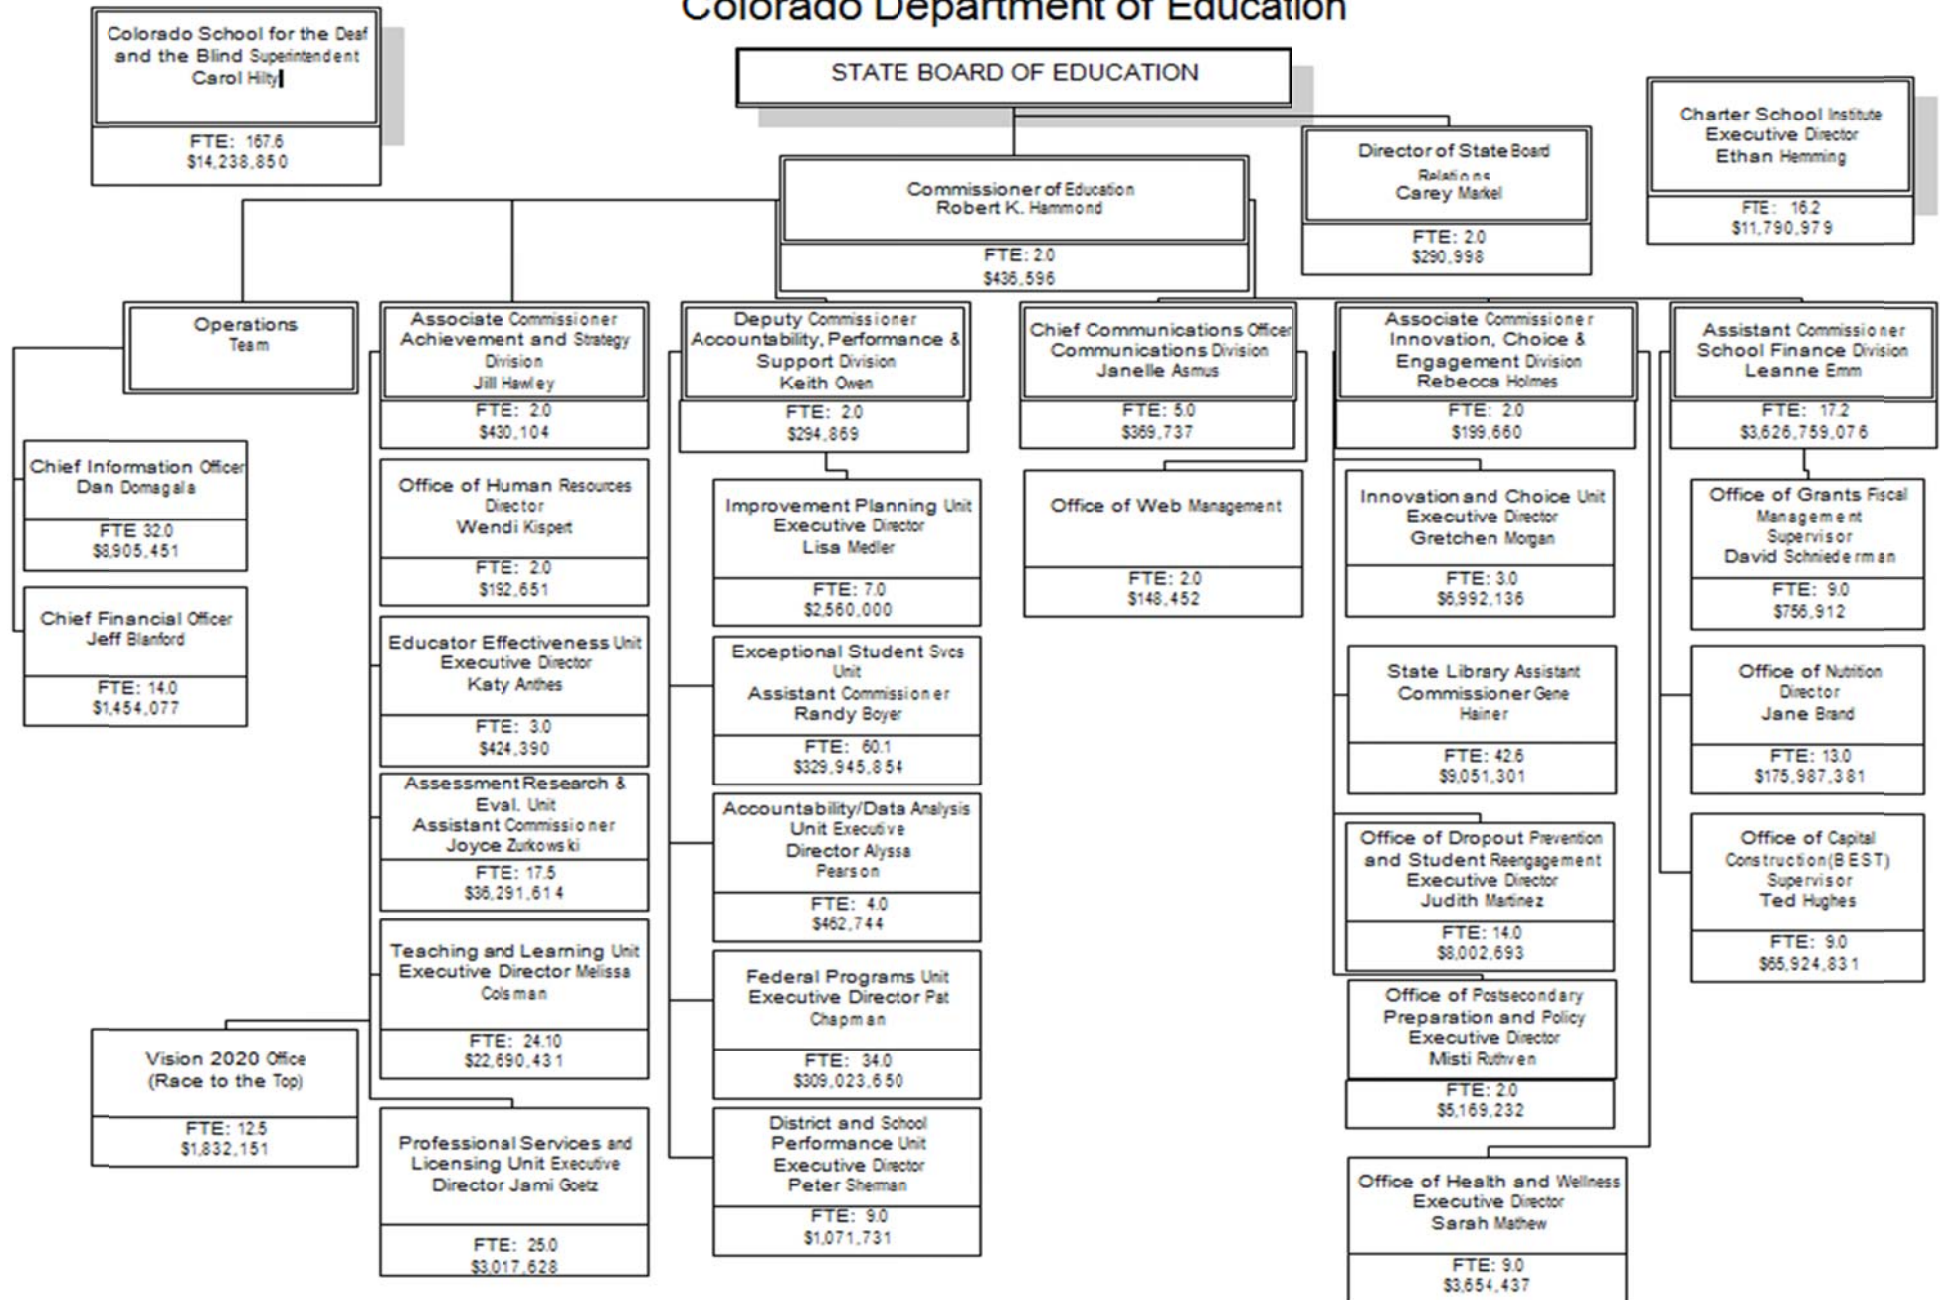 Colorado Department of Education
Colorado School for the Deaf
and the Blind Superintendent
Carol Hilty
FTE: 167.6
$14,238,850
STATE BOARD OF EDUCATION
Charter School Institute
Executive Director
Ethan Hemming
FTE: 16.2
$11,790,979
Director of State Board
Relations
Carey Markel
FTE: 2.0
$290,998
Commissioner of Education
Robert K. Hammond
FTE: 2.0
$436,596
Operations
Team
Chief Information Officer
Dan Domagala
FTE 32.0
$8,905,451
Chief Financial Officer
Jeff Blanford
FTE: 14.0
$1,454,077
Associate Commissioner
Achievement and Strategy
Division
Jill Hawley
FTE: 2.0
$430,104
Office of Human Resources
Director
Wendi Kispert
FTE: 2.0
$192,651
Educator Effectiveness Unit
Executive Director
Katy Anthes
FTE: 3.0
$424,390
Assessment Research &
Eval. Unit
Assistant Commissioner
Joyce Zurkowski
FTE: 17.5
$36,291,614
Teaching and Learning Unit
Executive Director Melissa
Colsman
FTE: 24.10
$22,690,431
Vision 2020 Office
(Race to the Top)
FTE: 12.5
$1,832,151
Professional Services and
Licensing Unit Executive
Director Jami Goetz
FTE: 25.0
$3,017,628
Deputy Commissioner
Accountability, Performance &
Support Division
Keith Owen
FTE: 2.0
$294,869
Improvement Planning Unit
Executive Director
Lisa Medler
FTE: 7.0
$2,560,000
Exceptional Student Svcs
Unit
Assistant Commissioner
Randy Boyer
FTE: 60.1
$329,945,854
Accountability/Data Analysis
Unit Executive
Director Alyssa
Pearson
FTE: 4.0
$462,744
Federal Programs Unit
Executive Director Pat
Chapman
FTE: 34.0
$309,023,650
District and School
Performance Unit
Executive Director
Peter Sherman
FTE: 9.0
$1,071,731
Chief Communications Officer
Communications Division
Janelle Asmus
FTE: 5.0
$369,737
Office of Web Management
FTE: 2.0
$148,452
Associate Commissioner
Innovation, Choice &
Engagement Division
Rebecca Holmes
FTE: 2.0
$199,660
Innovation and Choice Unit
Executive Director
Gretchen Morgan
FTE: 3.0
$6,992,136
State Library Assistant
Commissioner Gene
Hainer
FTE: 42.6
$9,051,301
Office of Dropout Prevention
and Student Reengagement
Executive Director
Judith Martinez
FTE: 14.0
$8,002,693
Office of Postsecondary
Preparation and Policy
Executive Director
Misti Ruthven
FTE: 2.0
$5,169,232
Office of Health and Wellness
Executive Director
Sarah Mathew
FTE: 9.0
$3,654,437
Assistant Commissioner
School Finance Division
Leanne Emm
FTE: 17.2
$3,626,759,076
Office of Grants Fiscal
Management
Supervisor
David Schniederman
FTE: 9.0
$756,912
Office of Nutrition
Director
Jane Brand
FTE: 13.0
$175,987,381
Office of Capital
Construction(BEST)
Supervisor
Ted Hughes
FTE: 9.0
$65,924,831